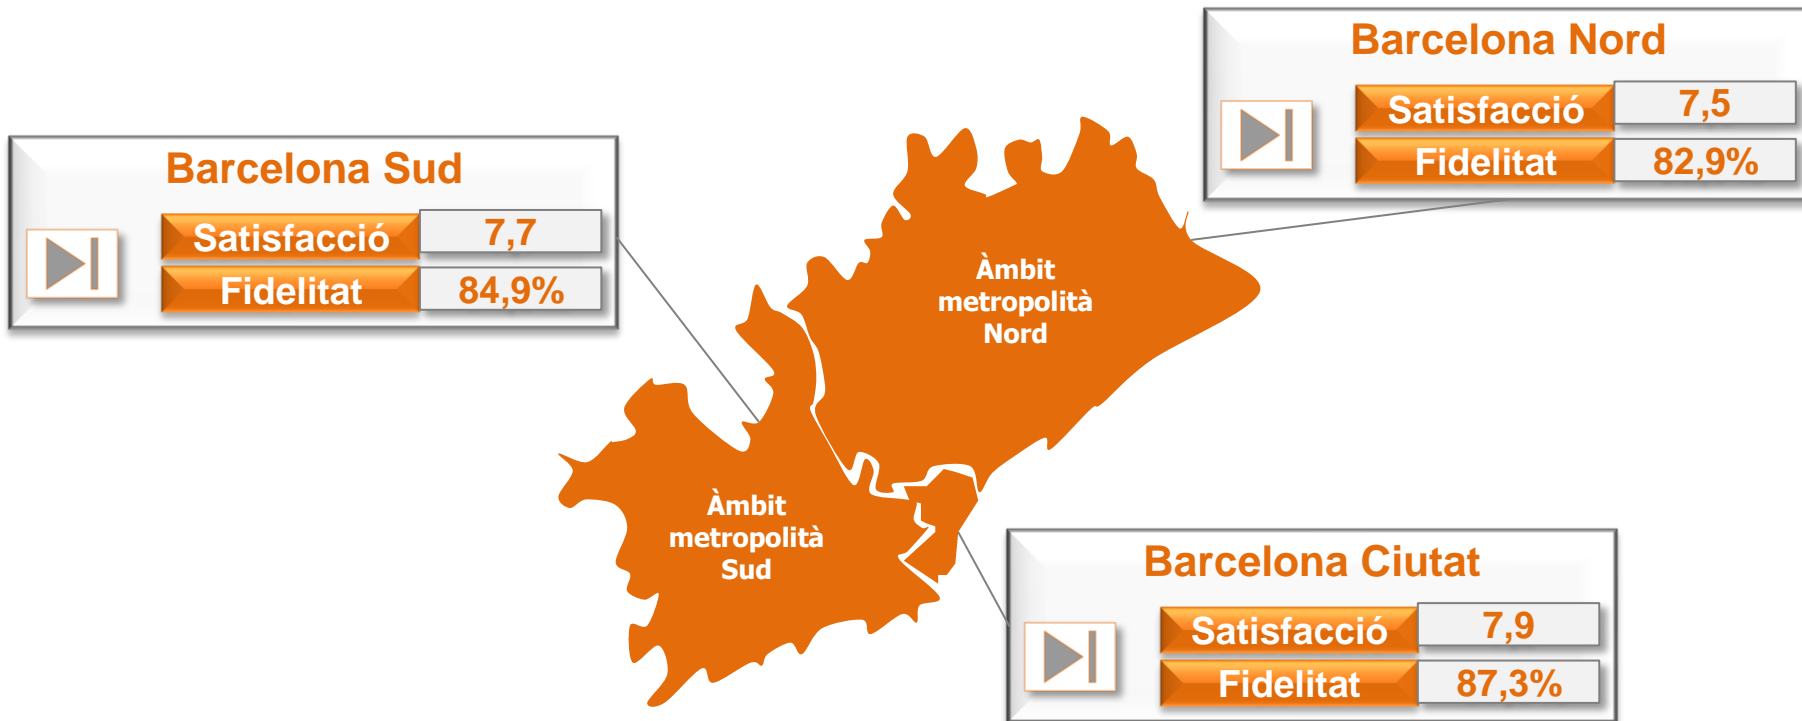 Barcelona Nord
Satisfacció 7,5
Fidelitat 82,9%
Barcelona Sud
Satisfacció 7,7
Fidelitat 84,9%
Àmbit
metropolità
Nord
Àmbit
metropolità
Sud
Barcelona Ciutat
Satisfacció 7,9
Fidelitat 87,3%